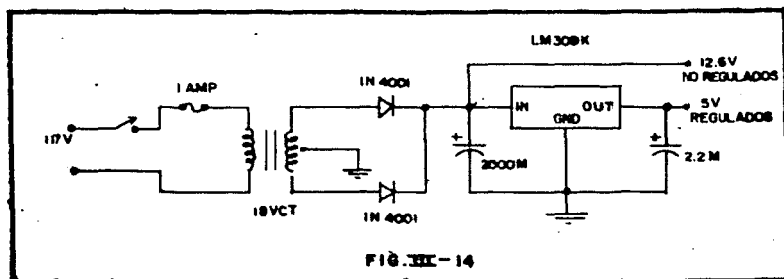 LM309K
12.6V
NO REGULADOS
1 AMP
1N 4001
IN
OUT
GND
5V
REGULADOS
117V
+
2000M
+
2.2M
18VCT
1N 4001
FIG. III-14